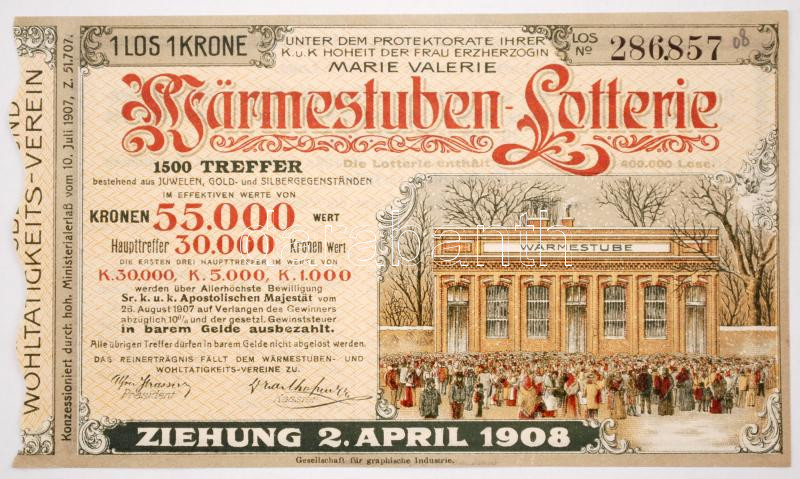 1 LOS 1 KRONE
UNTER DEM PROTEKTORATE IHRER
K.u.K HOHEIT DER FRAU ERZHERZOGIN
MARIE VALERIE
LOS
No 286.857
08
Wärmestuben-Lotterie
1500 TREFFER
Die Lotterie enthält 400.000 Lose.
bestehend aus JUWELEN, GOLD- und SILBERGEGENSTÄNDEN
IM EFFEKTIVEN WERTE VON
KRONEN 55.000 WERT
Haupttreffer 30.000 Kronen Wert
DIE ERSTEN DREI HAUPTTREFFER IM WERTE VON
K. 30,000, K. 5,000, K. 1.000
werden über Allerhöchste Bewilligung
Sr. k. u. k. Apostolischen Majestät vom
26. August 1907 auf Verlangen des Gewinners
abzüglich 10% und der gesetzl. Gewinststeuer
in barem Gelde ausbezahlt.
Alle übrigen Treffer dürfen in barem Gelde nicht abgelöst werden.
DAS REINERTRÄGNIS FÄLLT DEM WÄRMESTUBEN- UND
WOHLTÄTIGKEITS-VEREINE ZU.
Präsident
Kassier
WÄRMESTUBE
ZIEHUNG 2. APRIL 1908
Gesellschaft für graphische Industrie.
WOHLTÄTIGKEITS-VEREIN
Konzessioniert durch hoh. Ministerialerlaß vom 10. Juli 1907, Z. 51.707.